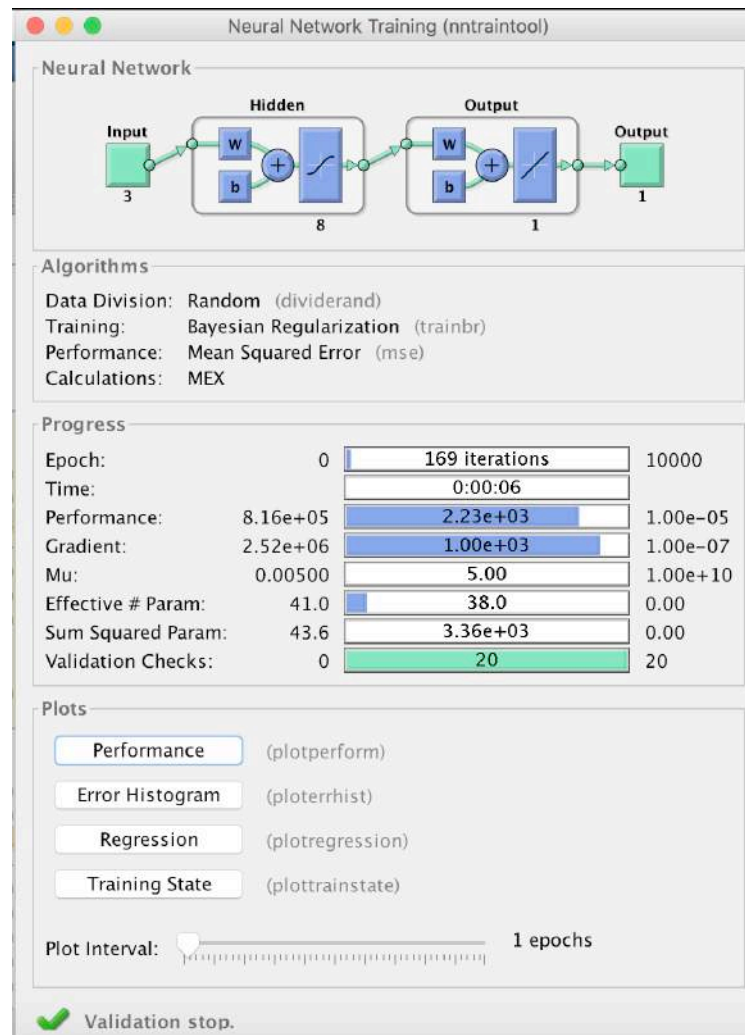 Neural Network Training (nntraintool)
Neural Network
Hidden Output
Input Output
W W
+ +
b b
3 1
8 1
Algorithms
Data Division: Random (dividerand)
Training: Bayesian Regularization (trainbr)
Performance: Mean Squared Error (mse)
Calculations: MEX
Progress
Epoch: 0 169 iterations 10000
Time: 0:00:06
Performance: 8.16e+05 2.23e+03 1.00e-05
Gradient: 2.52e+06 1.00e+03 1.00e-07
Mu: 0.00500 5.00 1.00e+10
Effective # Param: 41.0 38.0 0.00
Sum Squared Param: 43.6 3.36e+03 0.00
Validation Checks: 0 20 20
Plots
Performance (plotperform)
Error Histogram (ploterrhist)
Regression (plotregression)
Training State (plottrainstate)
Plot Interval: 1 epochs
Validation stop.